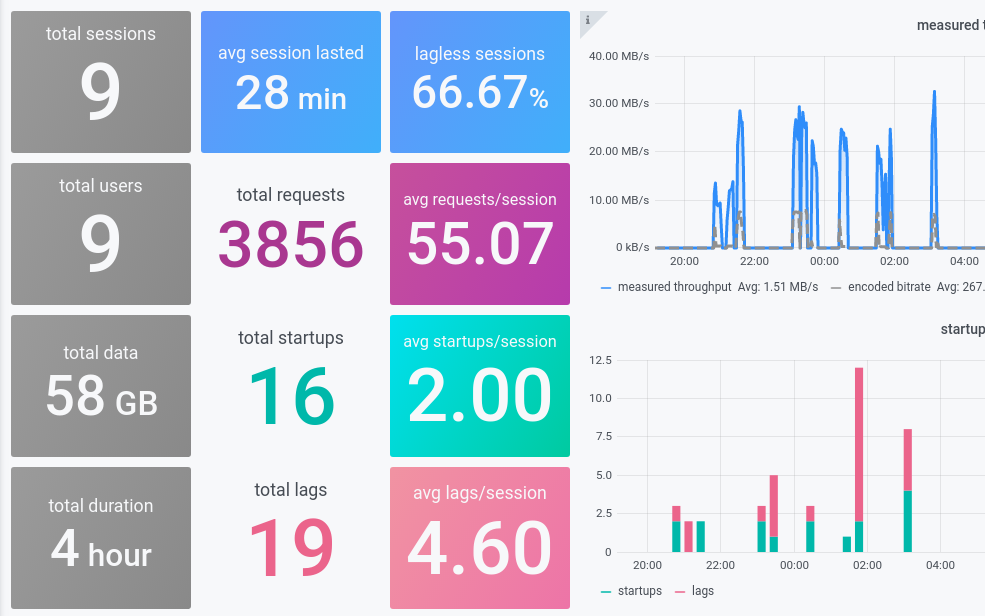 total sessions
9
avg session lasted
28 min
lagless sessions
66.67%
total users
9
total requests
3856
avg requests/session
55.07
total data
58 GB
total startups
16
avg startups/session
2.00
total duration
4 hour
total lags
19
avg lags/session
4.60
i
measured t
40.00 MB/s
30.00 MB/s
20.00 MB/s
10.00 MB/s
0 kB/s
20:00 22:00 00:00 02:00 04:00
measured throughput Avg: 1.51 MB/s encoded bitrate Avg: 267.
startup
12.5
10.0
7.5
5.0
2.5
0
20:00 22:00 00:00 02:00 04:00
startups lags